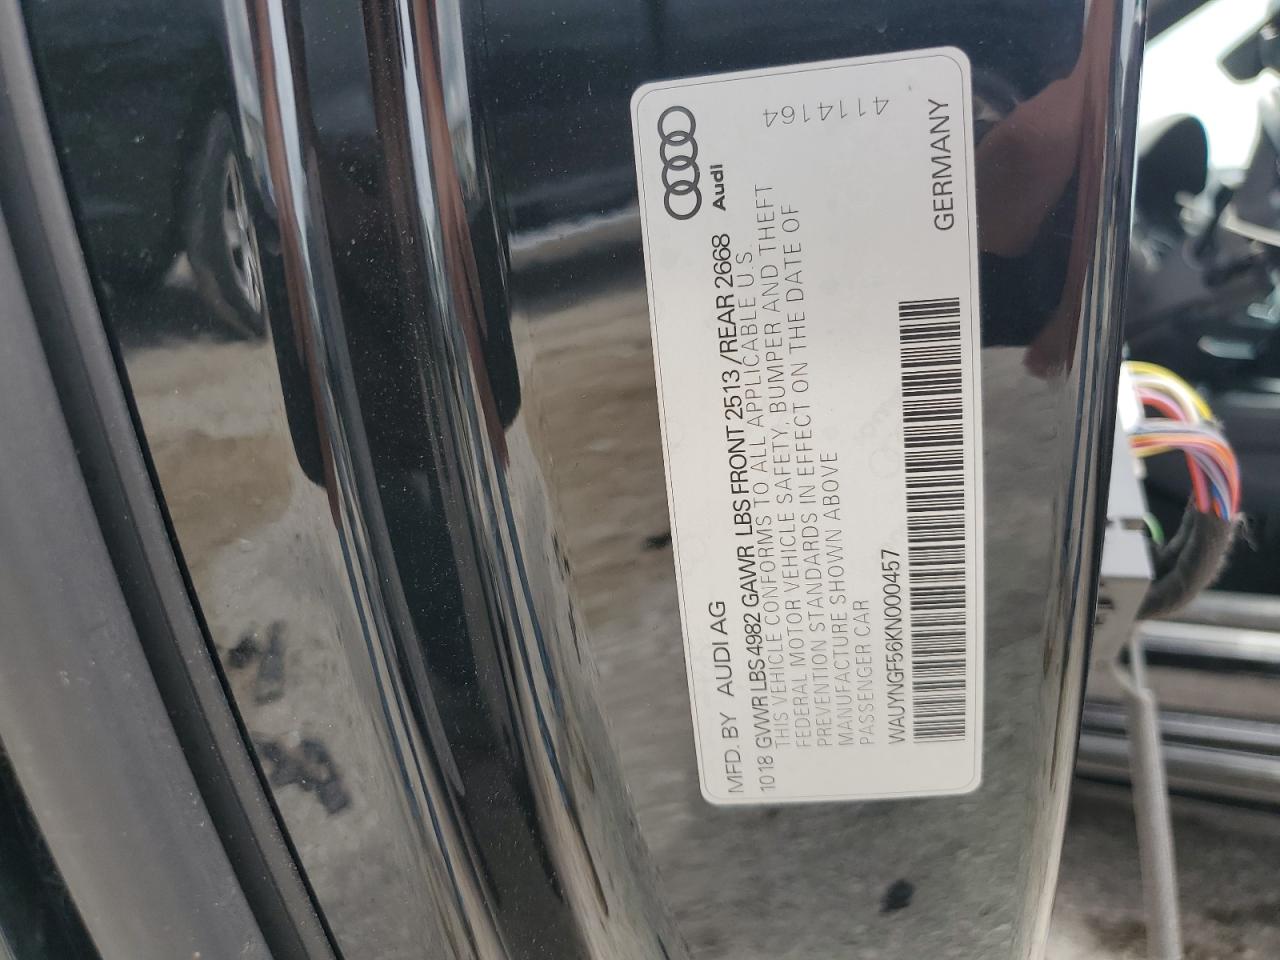 Audi
MFD. BY AUDI AG
1018 GVWR LBS 4982 GAWR LBS FRONT 2513 /REAR 2668
THIS VEHICLE CONFORMS TO ALL APPLICABLE U.S.
FEDERAL MOTOR VEHICLE SAFETY, BUMPER AND THEFT
PREVENTION STANDARDS IN EFFECT ON THE DATE OF
MANUFACTURE SHOWN ABOVE
PASSENGER CAR
WAUYNGF56KN000457
4114164
GERMANY